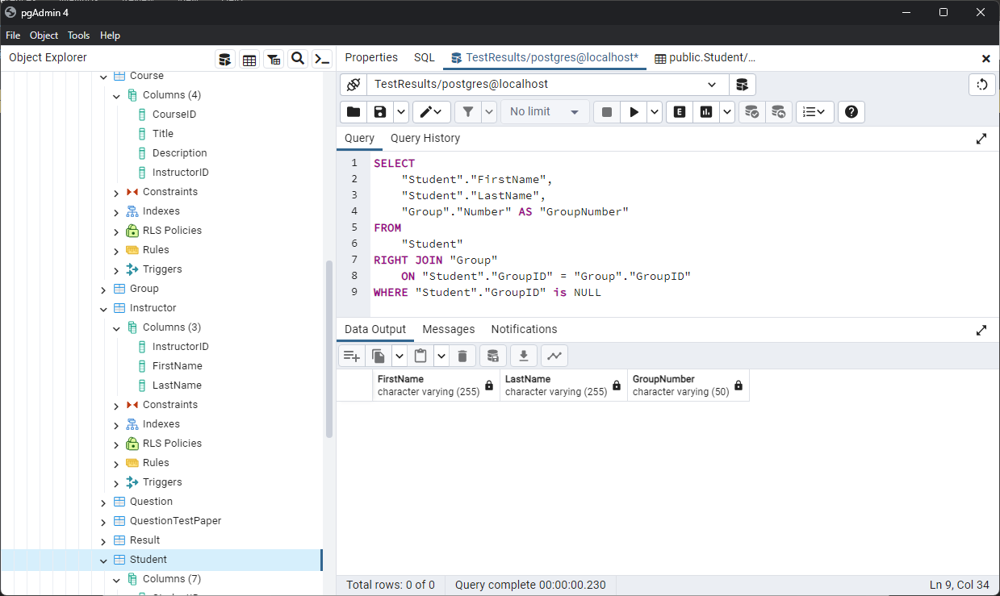 pgAdmin 4
File Object Tools Help
Object Explorer
Course
Columns (4)
CourseID
Title
Description
InstructorID
Constraints
Indexes
RLS Policies
Rules
Triggers
Group
Instructor
Columns (3)
InstructorID
FirstName
LastName
Constraints
Indexes
RLS Policies
Rules
Triggers
Question
QuestionTestPaper
Result
Student
Columns (7)
Properties SQL TestResults/postgres@localhost* public.Student/...
TestResults/postgres@localhost
No limit
E
Query Query History
1 SELECT
2 "Student"."FirstName",
3 "Student"."LastName",
4 "Group"."Number" AS "GroupNumber"
5 FROM
6 "Student"
7 RIGHT JOIN "Group"
8 ON "Student"."GroupID" = "Group"."GroupID"
9 WHERE "Student"."GroupID" is NULL
Data Output Messages Notifications
FirstName LastName GroupNumber
character varying (255) character varying (255) character varying (50)
Total rows: 0 of 0 Query complete 00:00:00.230 Ln 9, Col 34